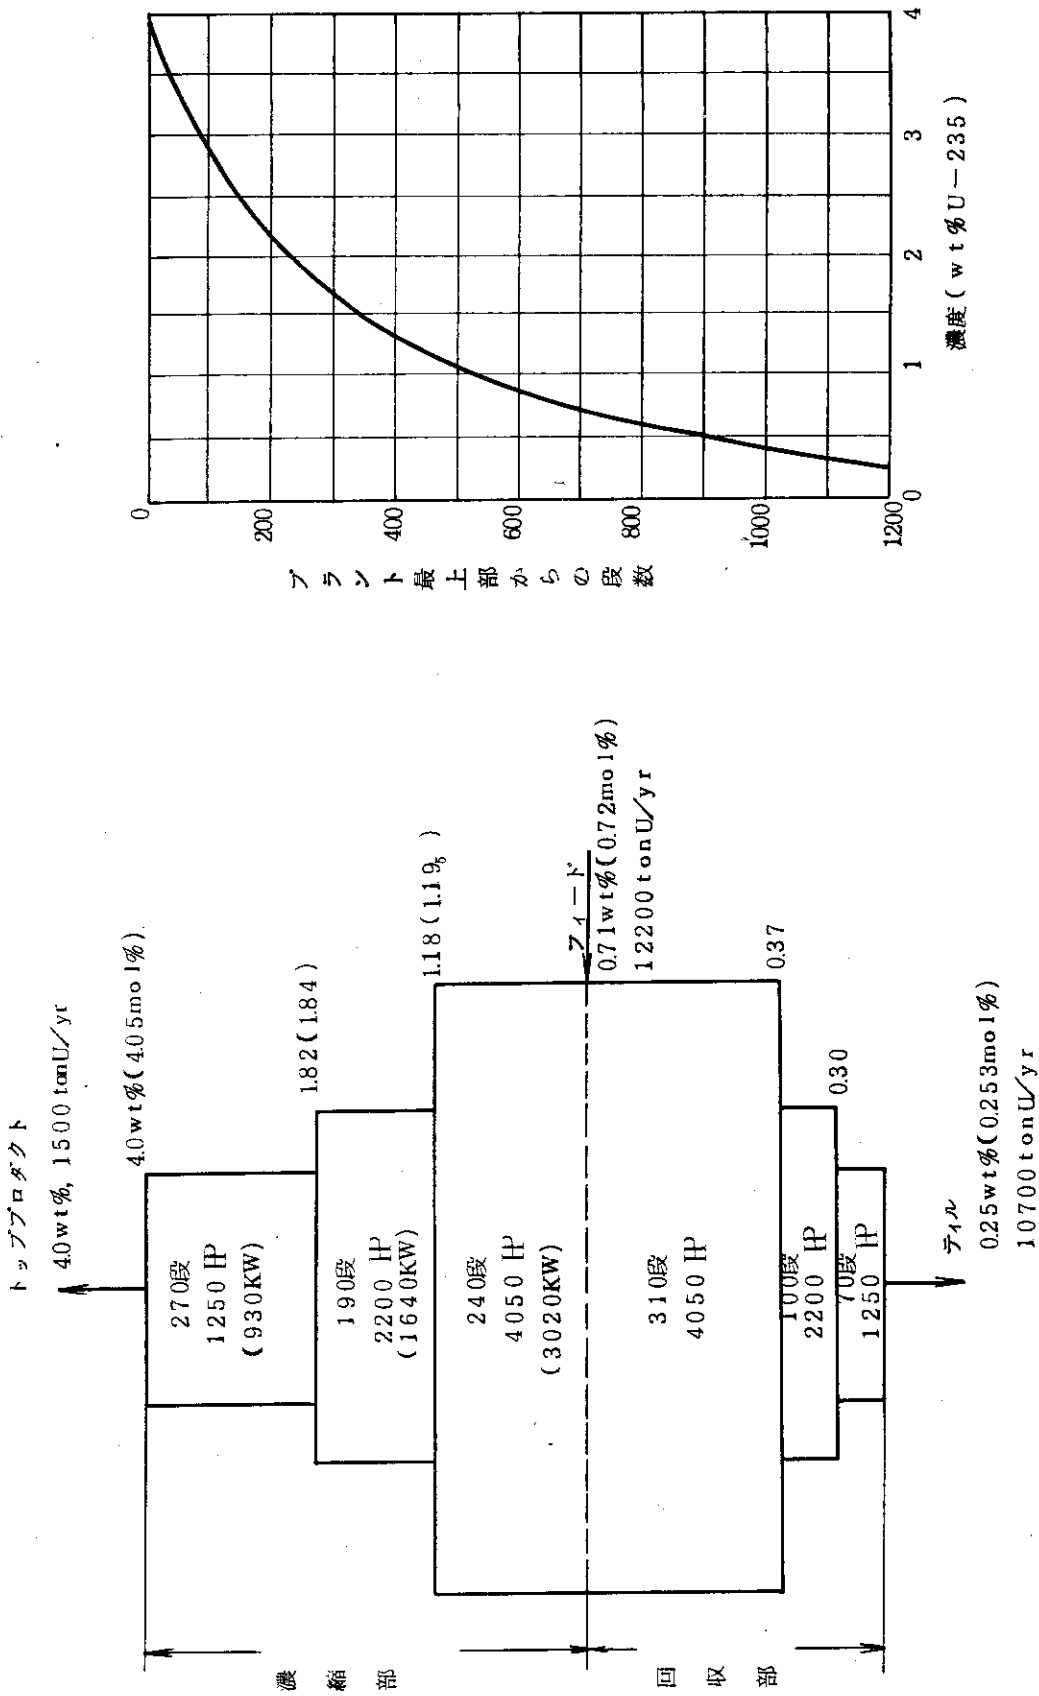 トッププロダクト
4.0wt%, 1500tonU/yr
4.0wt%(4.05mol%)
270段
1250 HP
(930KW)
1.82(1.84)
190段
2200 HP
(1640KW)
1.18(1.19₅)
240段
4050 HP
(3020KW)
フィード
0.71wt%(0.72mol%)
12200tonU/yr
310段
4050 HP
0.37
100段
2200 HP
0.30
70段
1250 HP
ティル
0.25wt%(0.253mol%)
10700tonU/yr
濃縮部
回収部
プラント最上部からの段数
0
200
400
600
800
1000
1200
0
1
2
3
4
濃度(wt%U-235)